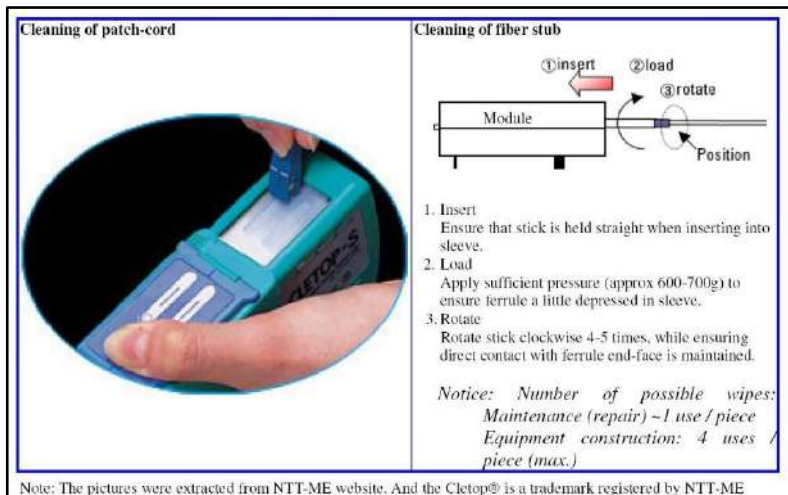 Cleaning of patch-cord
CLETOP-S
Cleaning of fiber stub
①insert
②load
③rotate
Module
Position
1. Insert
Ensure that stick is held straight when inserting into
sleeve.
2. Load
Apply sufficient pressure (approx 600-700g) to
ensure ferrule a little depressed in sleeve.
3. Rotate
Rotate stick clockwise 4-5 times, while ensuring
direct contact with ferrule end-face is maintained.
Notice: Number of possible wipes:
Maintenance (repair) ~1 use / piece
Equipment construction: 4 uses /
piece (max.)
Note: The pictures were extracted from NTT-ME website. And the Cletop® is a trademark registered by NTT-ME